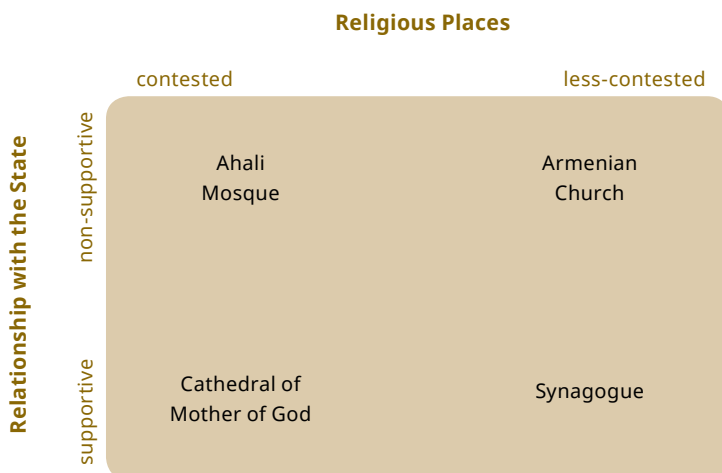 Religious Places
contested
less-contested
Relationship with the State
non-supportive
supportive
Ahali
Mosque
Armenian
Church
Cathedral of
Mother of God
Synagogue